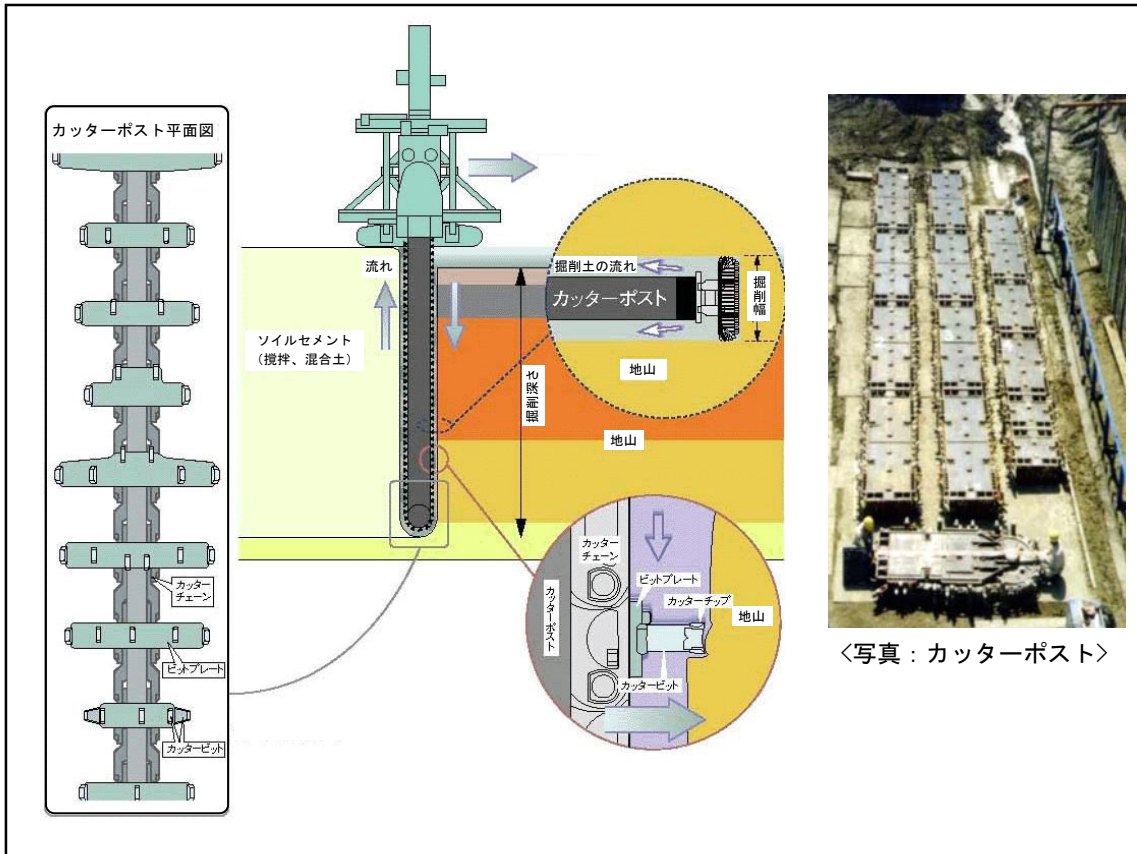 カッターポスト平面図
カッター
チェーン
ビットプレート
カッタービット
流れ
ソイルセメント
(撹拌、混合土)
掘削深さ
掘削土の流れ
カッターポスト
掘削幅
地山
地山
カッター
チェーン
ビットプレート
カッターチップ
地山
カッターポスト
カッタービット
<写真:カッターポスト>